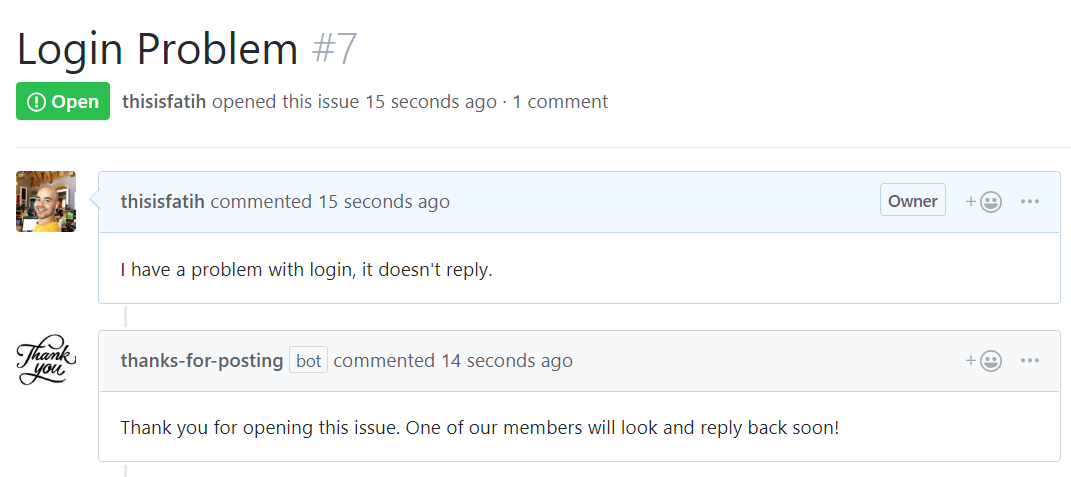 Login Problem #7
Open thisisfatih opened this issue 15 seconds ago · 1 comment
thisisfatih commented 15 seconds ago Owner
I have a problem with login, it doesn't reply.
Thank you
thanks-for-posting bot commented 14 seconds ago
Thank you for opening this issue. One of our members will look and reply back soon!